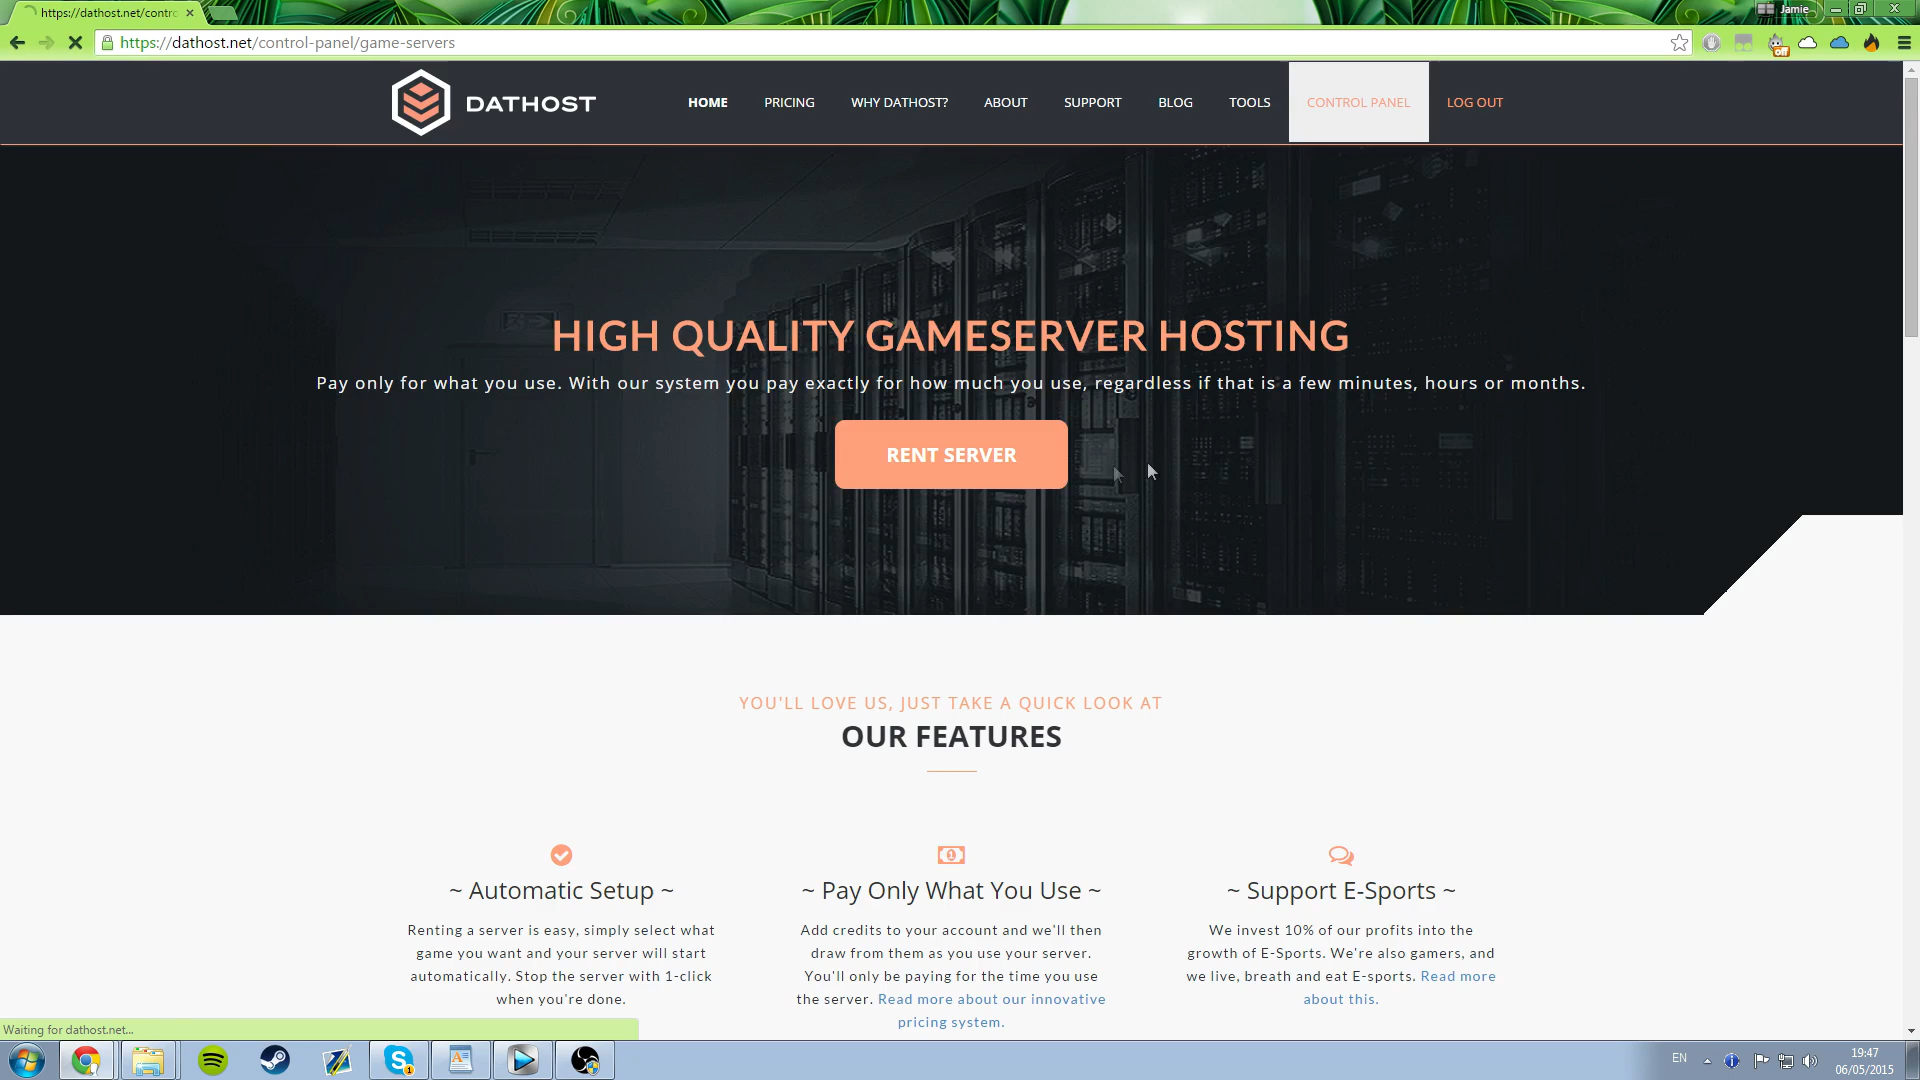 https://dathost.net/contro
Jamie
https://dathost.net/control-panel/game-servers
off
DATHOST
HOME PRICING WHY DATHOST? ABOUT SUPPORT BLOG TOOLS CONTROL PANEL LOG OUT
HIGH QUALITY GAMESERVER HOSTING
Pay only for what you use. With our system you pay exactly for how much you use, regardless if that is a few minutes, hours or months.
RENT SERVER
YOU'LL LOVE US, JUST TAKE A QUICK LOOK AT
OUR FEATURES
~ Automatic Setup ~
Renting a server is easy, simply select what
game you want and your server will start
automatically. Stop the server with 1-click
when you're done.
~ Pay Only What You Use ~
Add credits to your account and we'll then
draw from them as you use your server.
You'll only be paying for the time you use
the server. Read more about our innovative
pricing system.
~ Support E-Sports ~
We invest 10% of our profits into the
growth of E-Sports. We're also gamers, and
we live, breath and eat E-sports. Read more
about this.
Waiting for dathost.net...
1
EN
19:47
06/05/2015